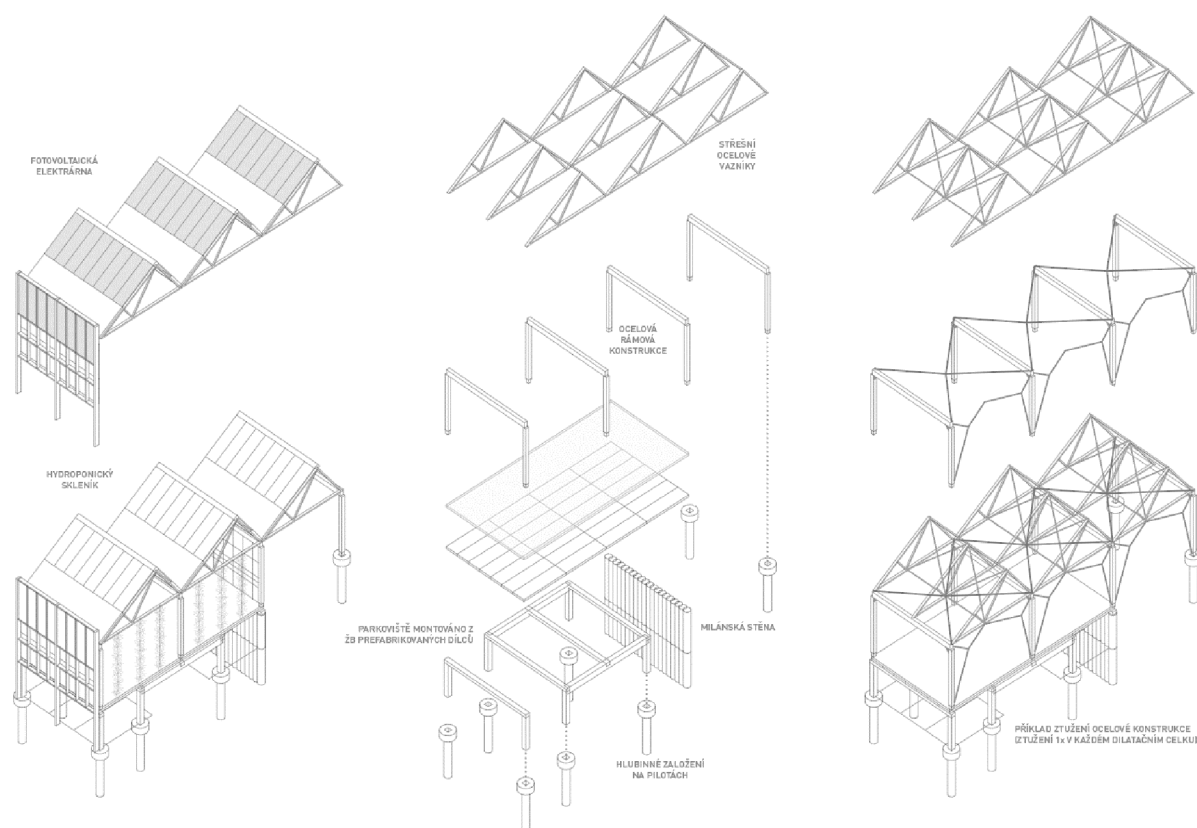 FOTOVOLTAICKÁ
ELEKTRÁRNA
HYDROPONICKÝ
SKLENÍK
STŘEŠNÍ
OCELOVÉ
VAZNÍKY
OCELOVÁ
RÁMOVÁ
KONSTRUKCE
PARKOVIŠTĚ MONTOVÁNO Z
ŽB PREFABRIKOVANÝCH DÍLCŮ
MILÁNSKÁ STĚNA
HLUBINNÉ ZALOŽENÍ
NA PILOTÁCH
PŘÍKLAD ZTUŽENÍ OCELOVÉ KONSTRUKCE
(ZTUŽENÍ 1x V KAŽDÉM DILATAČNÍM CELKU)